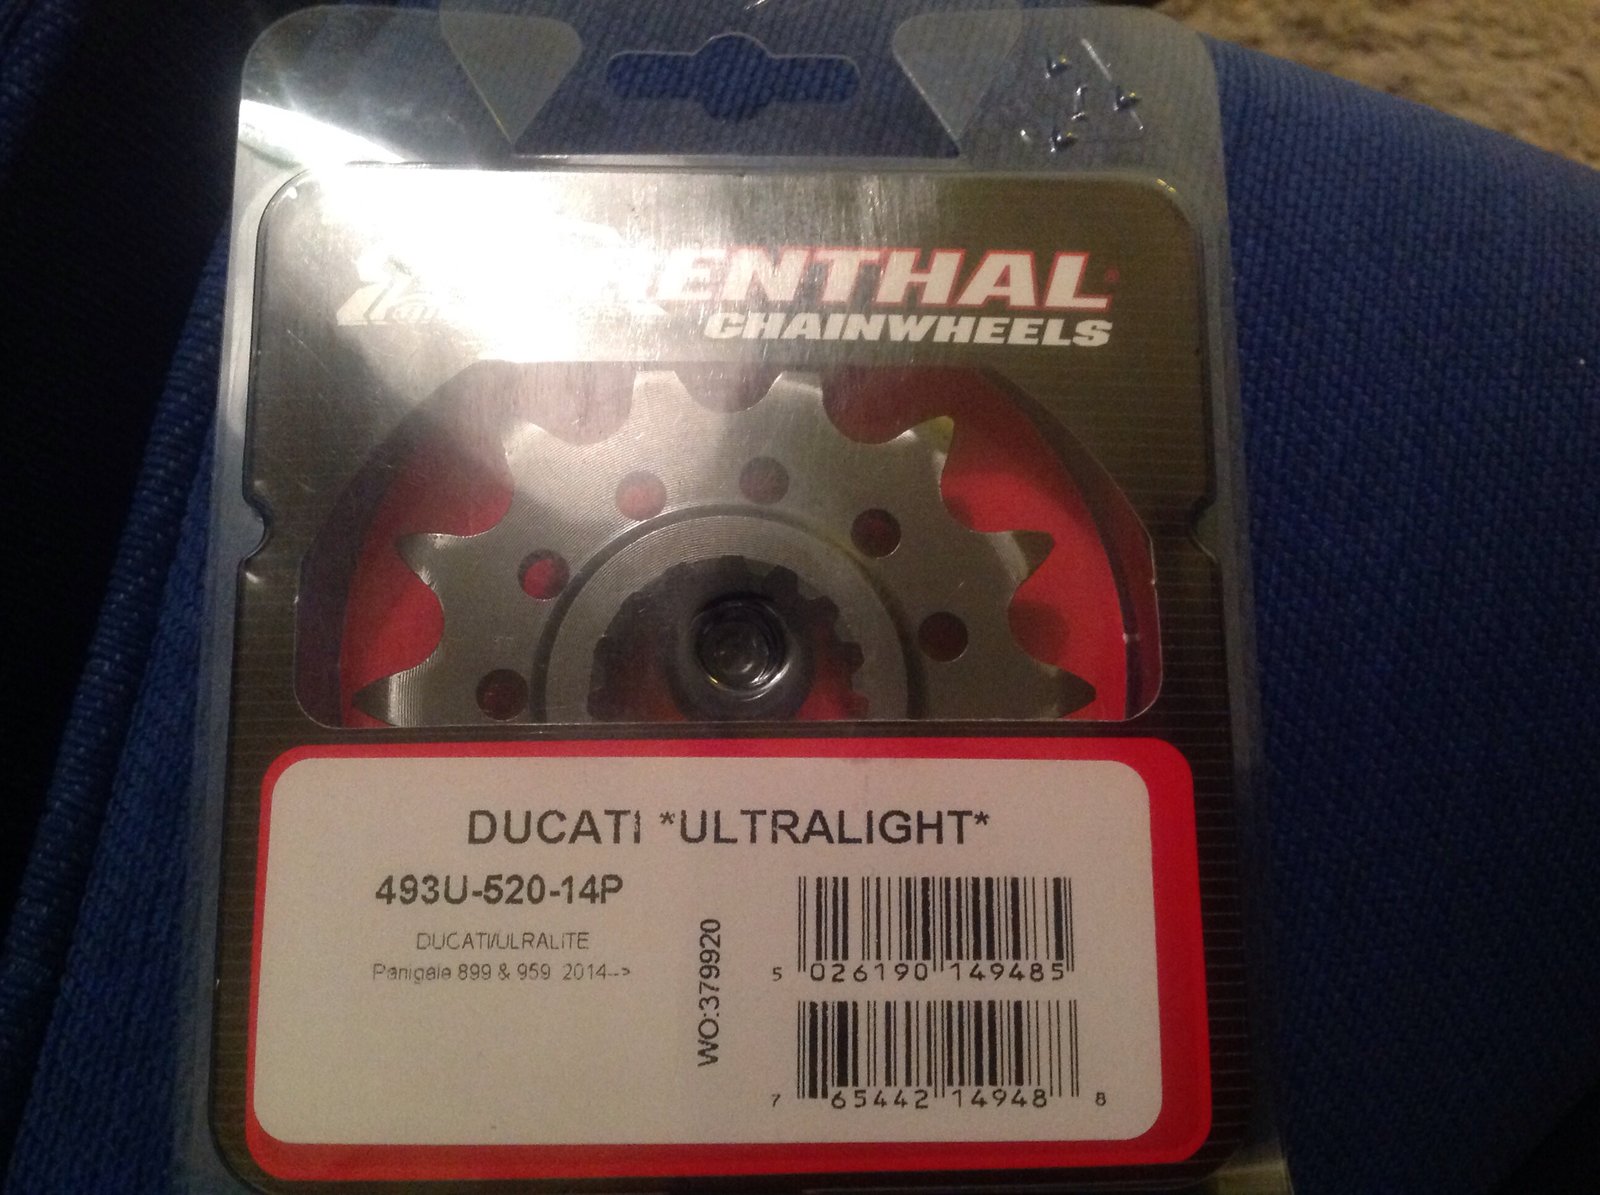 RENTHAL®
CHAINWHEELS
DUCATI *ULTRALIGHT*
493U-520-14P
DUCATI/ULRALITE
Panigale 899 & 959 2014-->
WO:379920
5 026190 149485
7 65442 14948 8